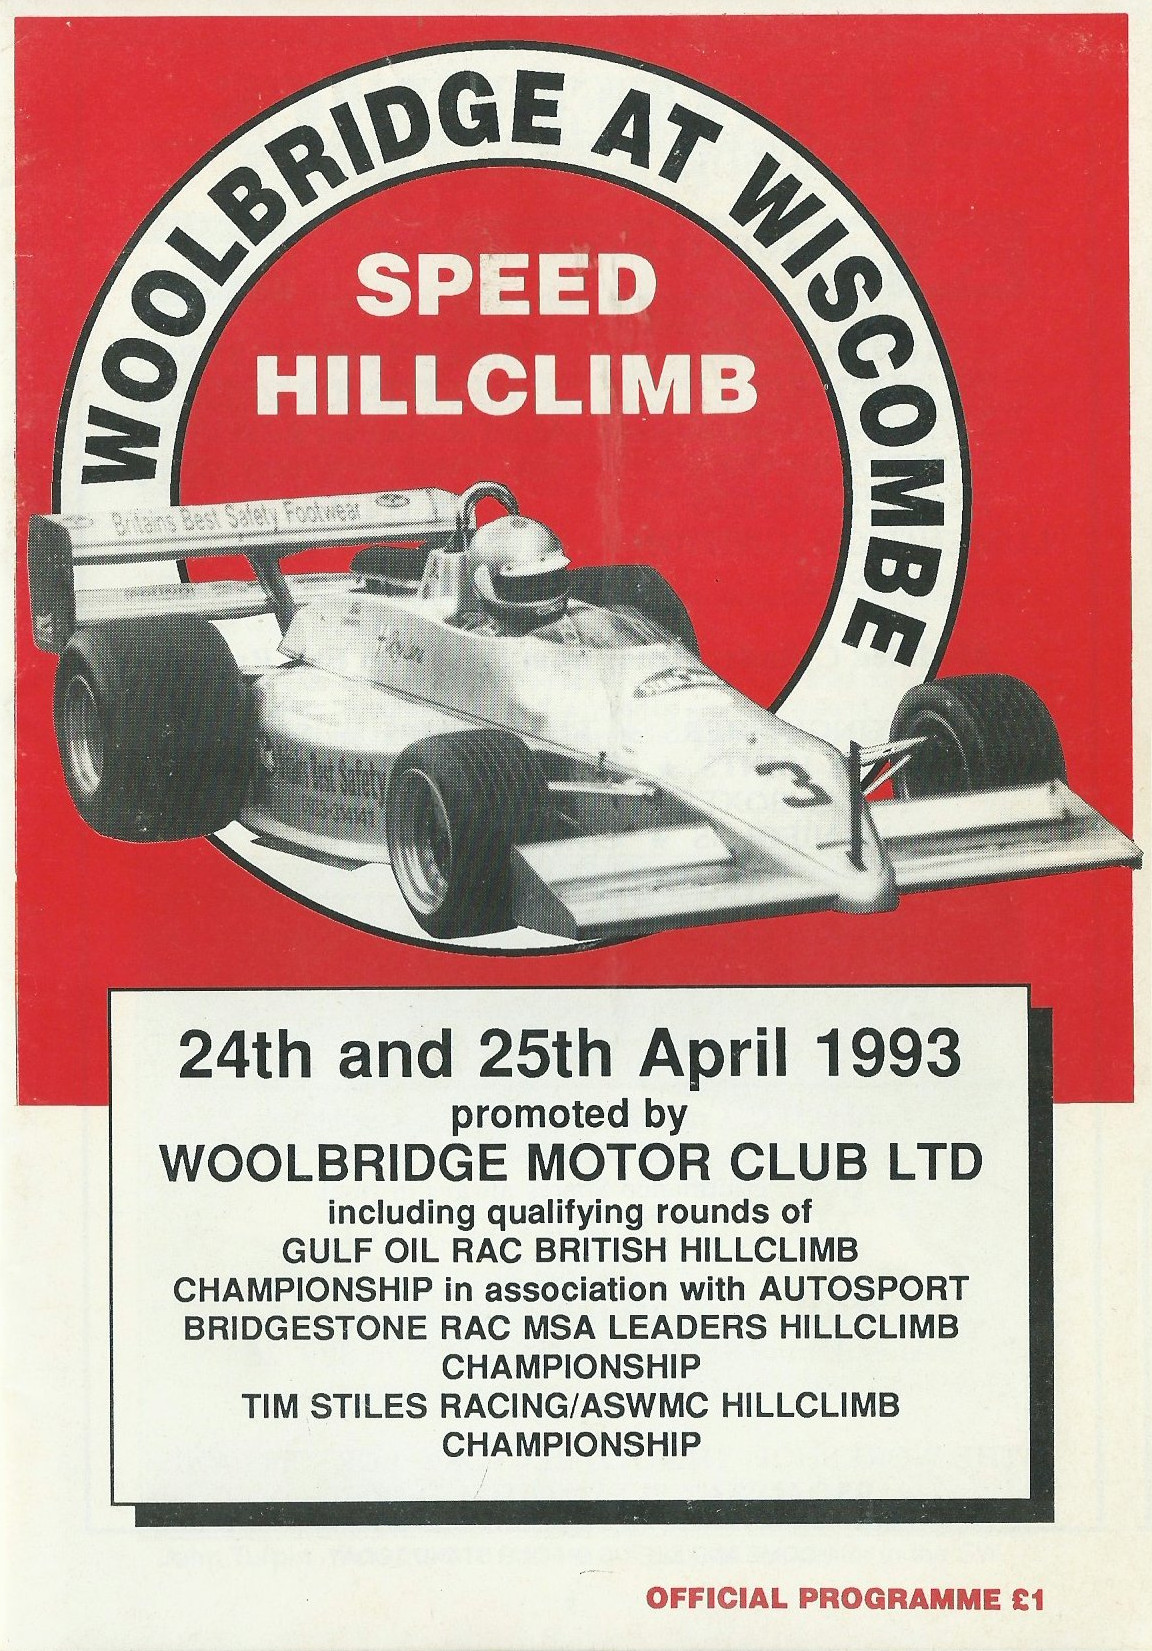 WOOLBRIDGE AT WISCOMBE
SPEED
HILLCLIMB
Britains Best Safety Footwear
Best Safety
3
24th and 25th April 1993
promoted by
WOOLBRIDGE MOTOR CLUB LTD
including qualifying rounds of
GULF OIL RAC BRITISH HILLCLIMB
CHAMPIONSHIP in association with AUTOSPORT
BRIDGESTONE RAC MSA LEADERS HILLCLIMB
CHAMPIONSHIP
TIM STILES RACING/ASWMC HILLCLIMB
CHAMPIONSHIP
OFFICIAL PROGRAMME £1